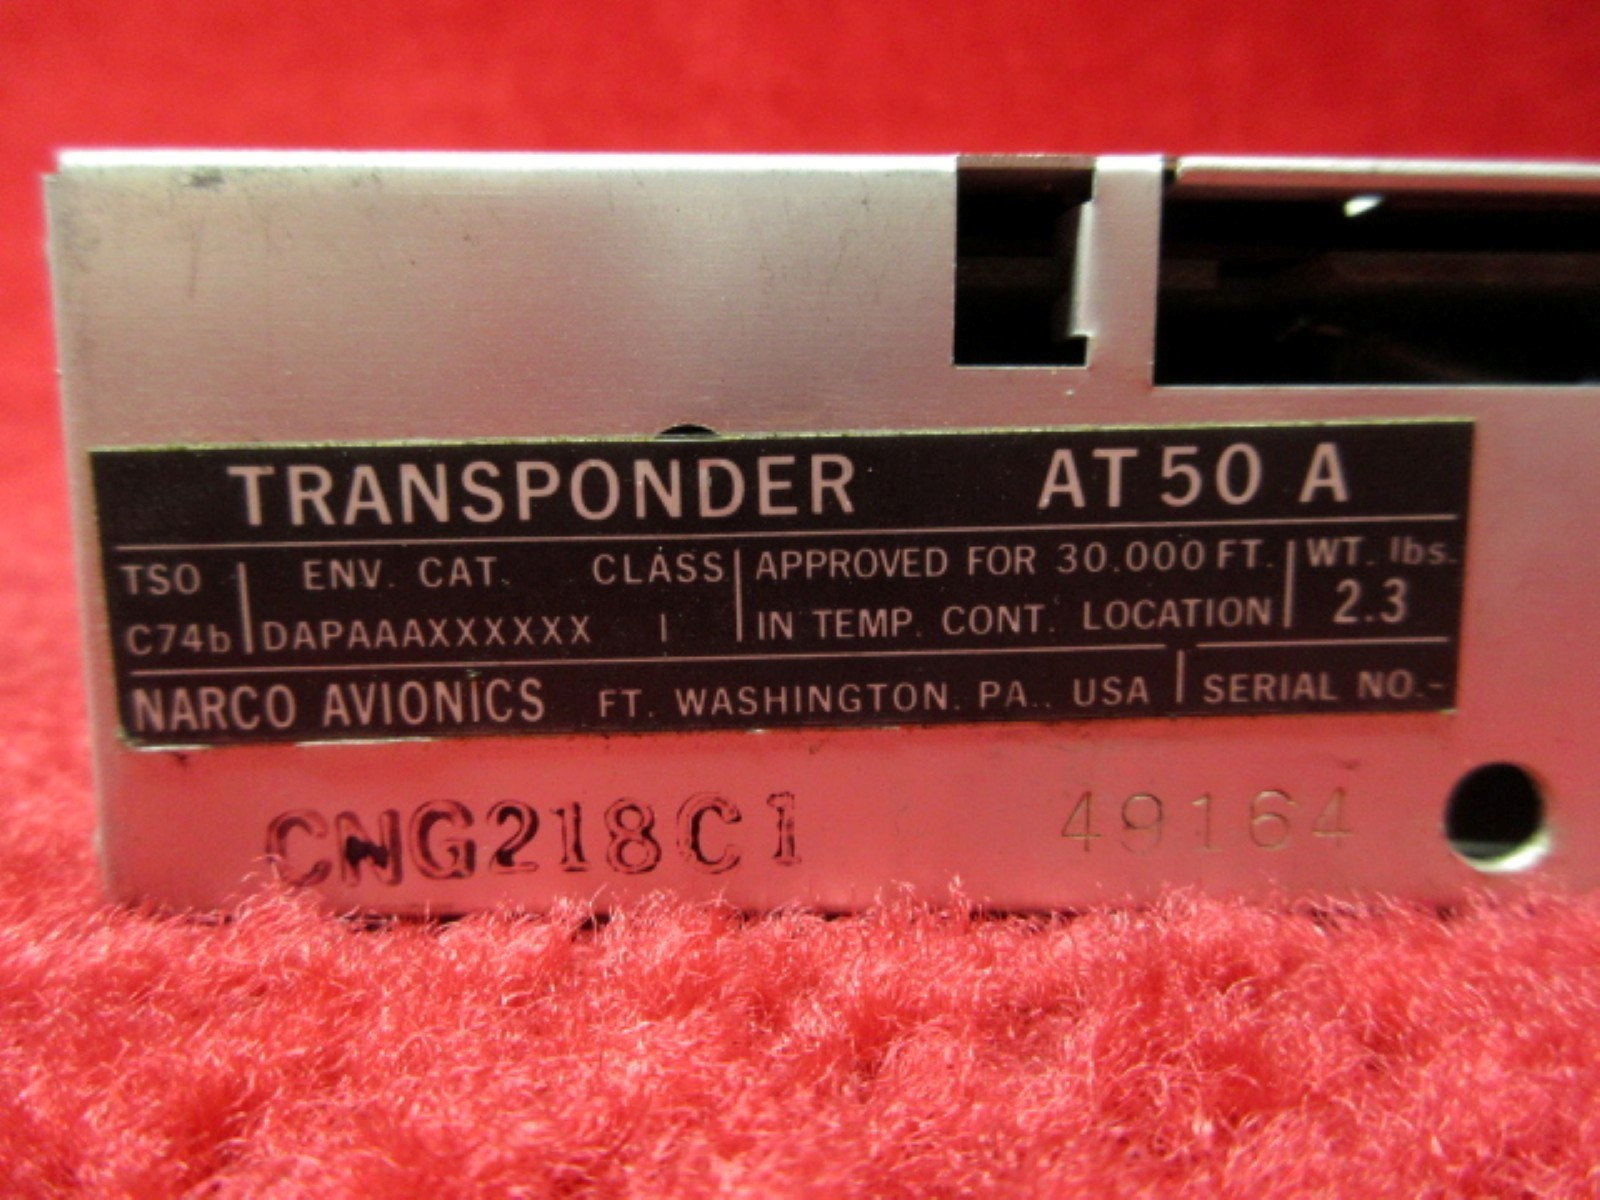 TRANSPONDER AT 50 A
TSO ENV. CAT. CLASS APPROVED FOR 30.000 FT. WT. lbs.
C74b DAPAAAXXXXXX I IN TEMP. CONT. LOCATION 2.3
NARCO AVIONICS FT. WASHINGTON. PA.. USA SERIAL NO.-
CNG218C1 49164